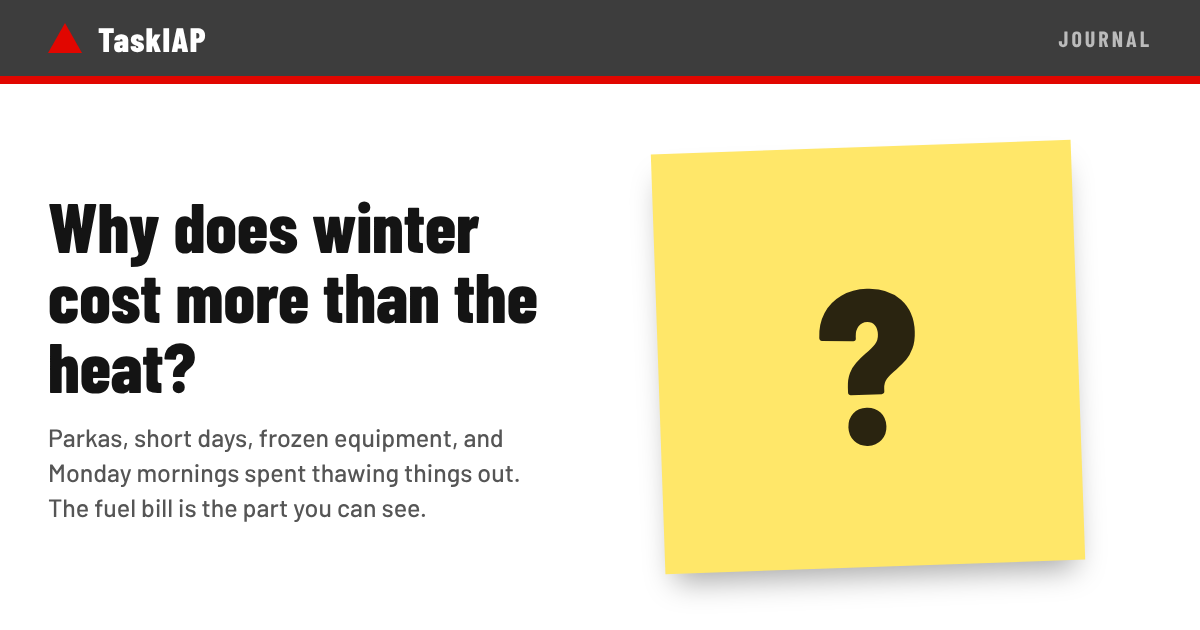 TaskIAP
JOURNAL
Why does winter
cost more than the
heat?
Parkas, short days, frozen equipment, and
Monday mornings spent thawing things out.
The fuel bill is the part you can see.
?